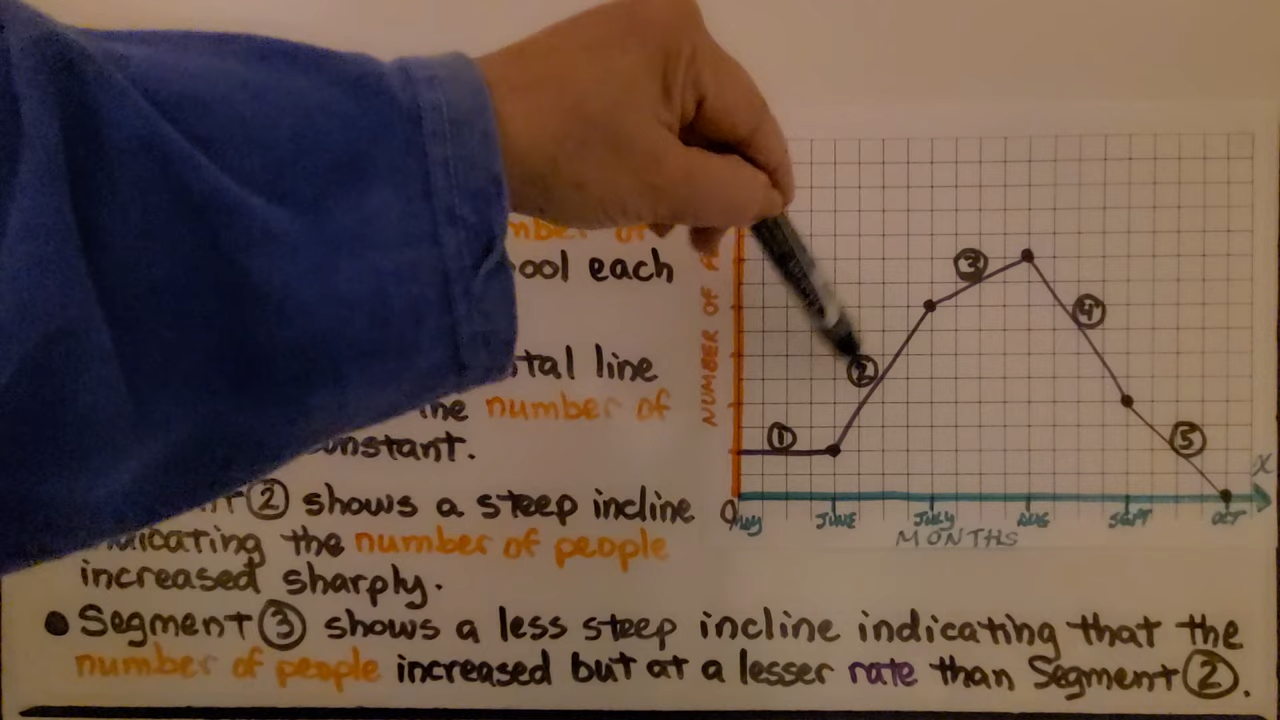 number of
ool each
tal line
the number of
onstant.
② shows a steep incline
indicating the number of people
increased sharply.
● Segment ③ shows a less steep incline indicating that the
number of people increased but at a lesser rate than Segment ②.
NUMBER OF
① ② ③ ④ ⑤
0
MAY JUNE JULY AUG SEPT OCT
X
MONTHS